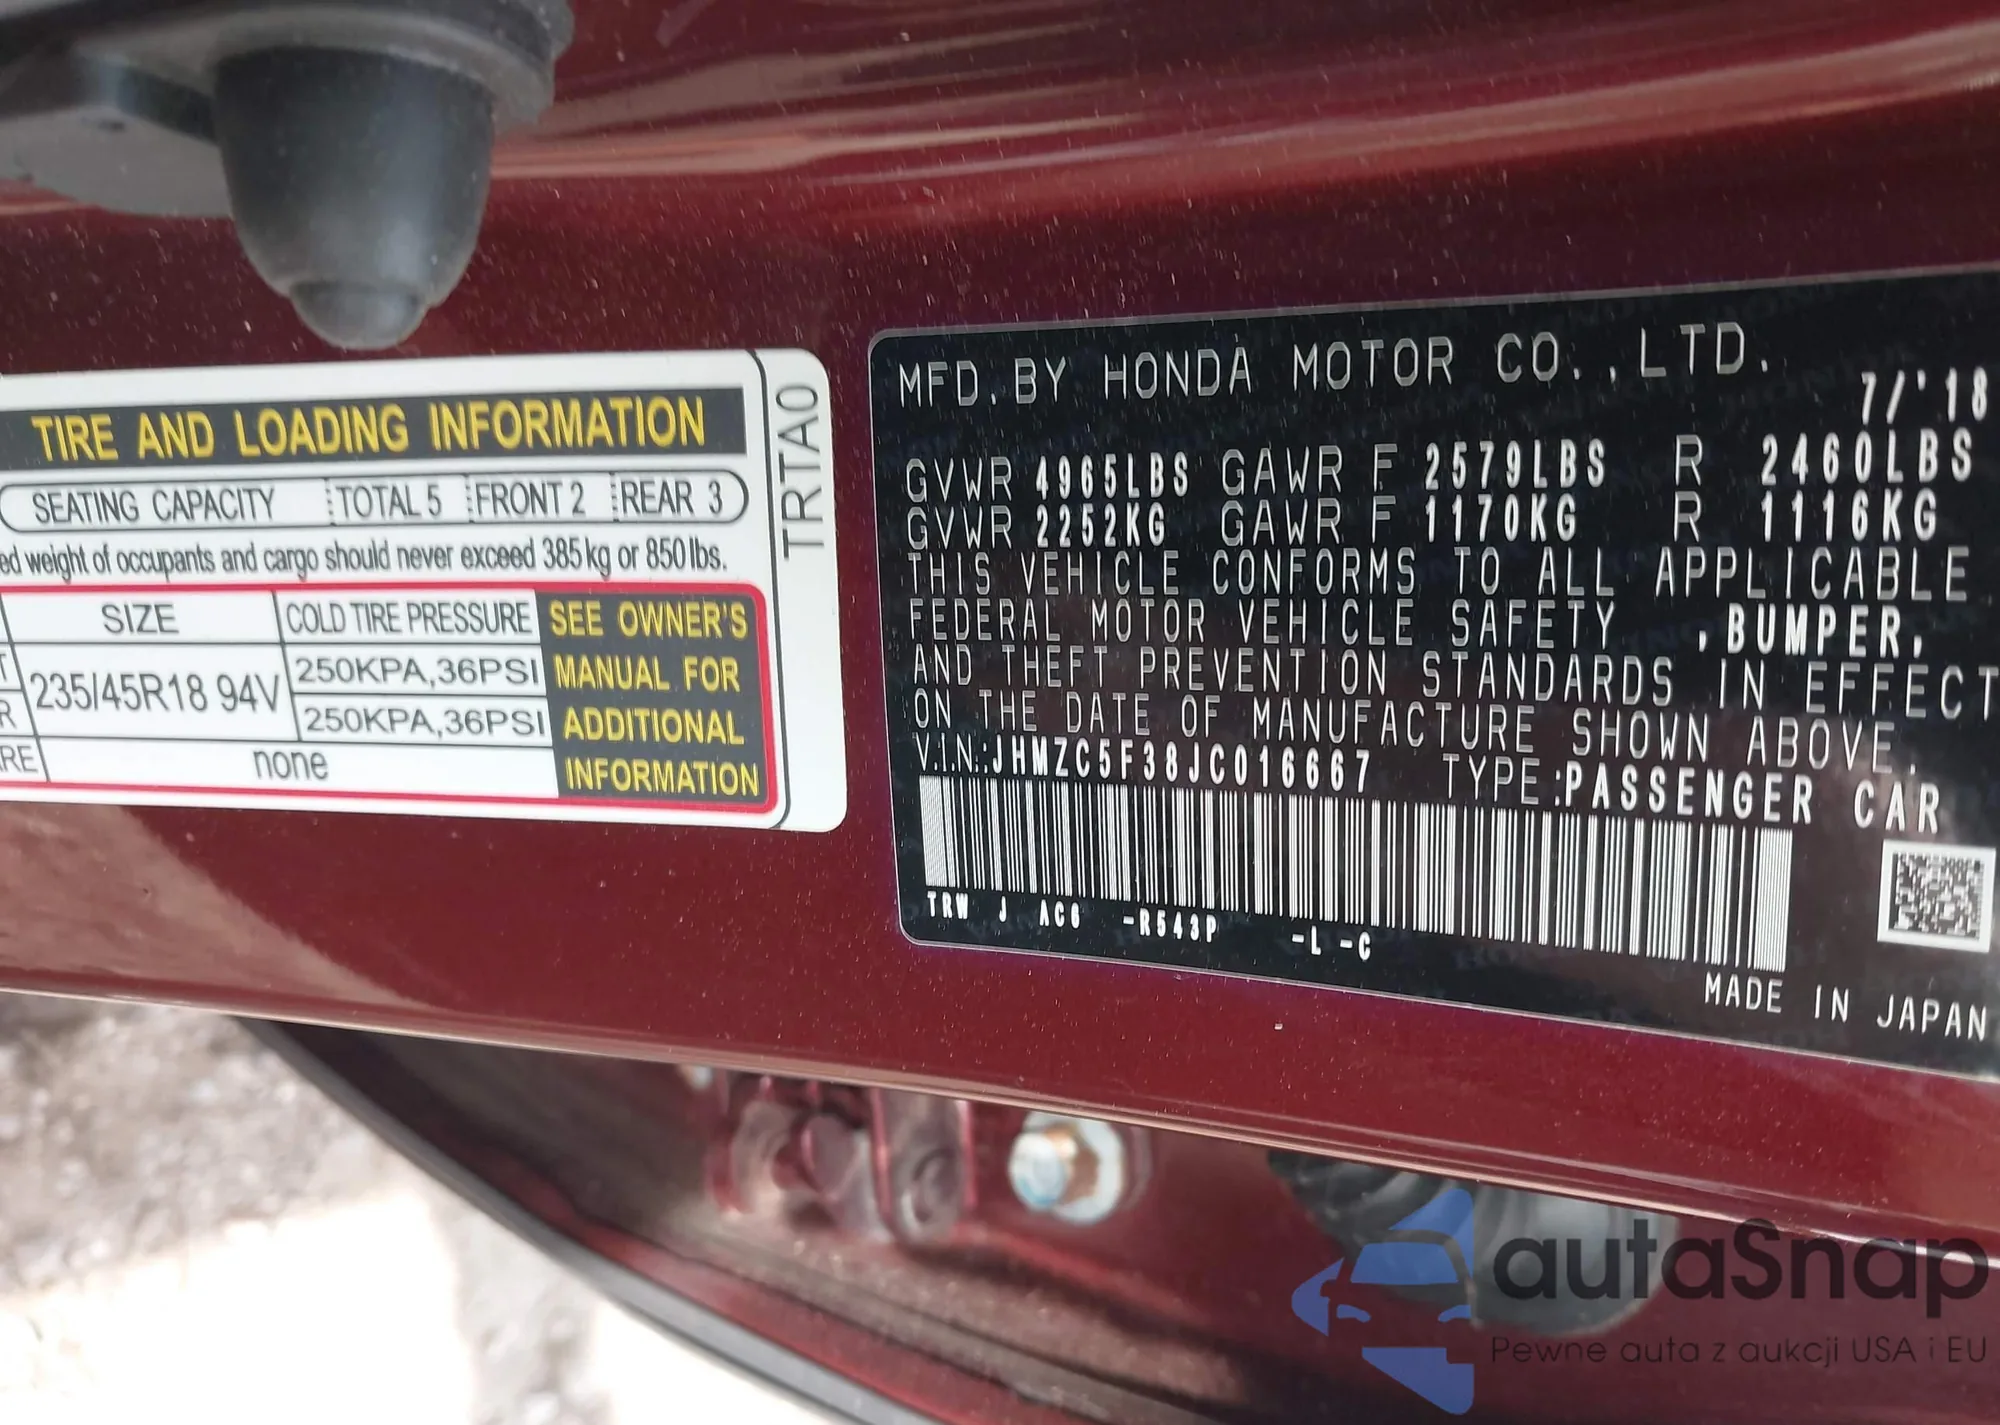 TIRE AND LOADING INFORMATION
SEATING CAPACITY TOTAL 5 FRONT 2 REAR 3
ed weight of occupants and cargo should never exceed 385 kg or 850 lbs.
SIZE COLD TIRE PRESSURE SEE OWNER'S
T 235/45R18 94V 250KPA,36PSI MANUAL FOR
R 250KPA,36PSI ADDITIONAL
RE none INFORMATION
TRTA0
MFD. BY HONDA MOTOR CO., LTD.
7/'18
GVWR 4965LBS GAWR F 2579LBS R 2460LBS
GVWR 2252KG GAWR F 1170KG R 1116KG
THIS VEHICLE CONFORMS TO ALL APPLICABLE
FEDERAL MOTOR VEHICLE SAFETY , BUMPER,
AND THEFT PREVENTION STANDARDS IN EFFECT
ON THE DATE OF MANUFACTURE SHOWN ABOVE.
V.I.N.:JHMZC5F38JC016667 TYPE:PASSENGER CAR
TRW J AC6 -R543P -L -C
MADE IN JAPAN
autaSnap
Pewne auta z aukcji USA i EU